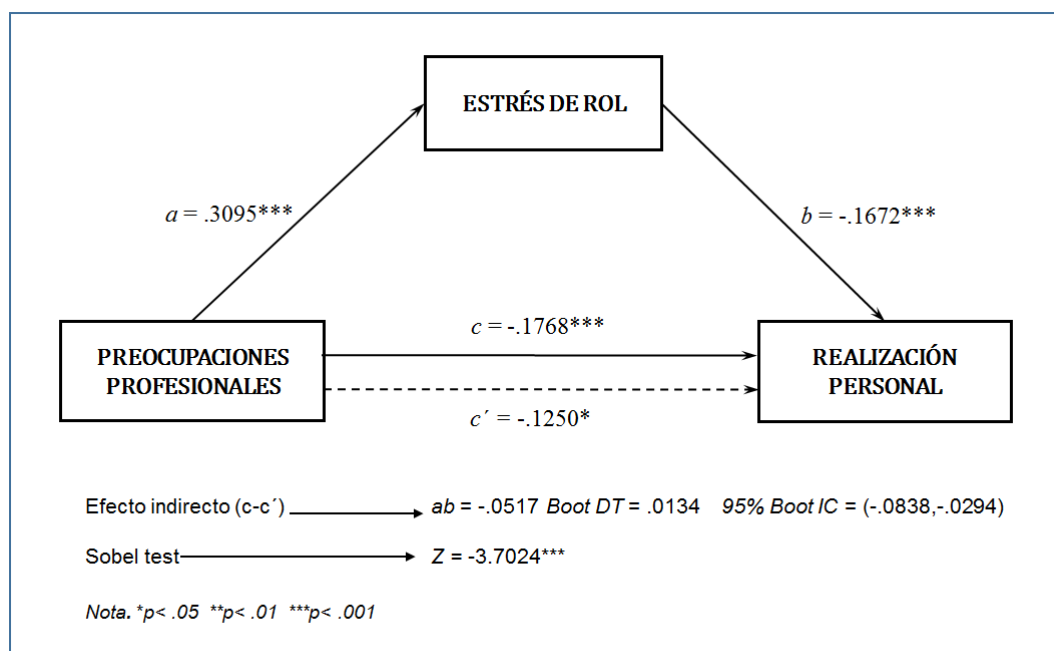 ESTRÉS DE ROL
a = .3095***
b = -.1672***
c = -.1768***
PREOCUPACIONES
PROFESIONALES
REALIZACIÓN
PERSONAL
c´ = -.1250*
Efecto indirecto (c-c´) ab = -.0517 Boot DT = .0134 95% Boot IC = (-.0838,-.0294)
Sobel test Z = -3.7024***
Nota. *p< .05 **p< .01 ***p< .001